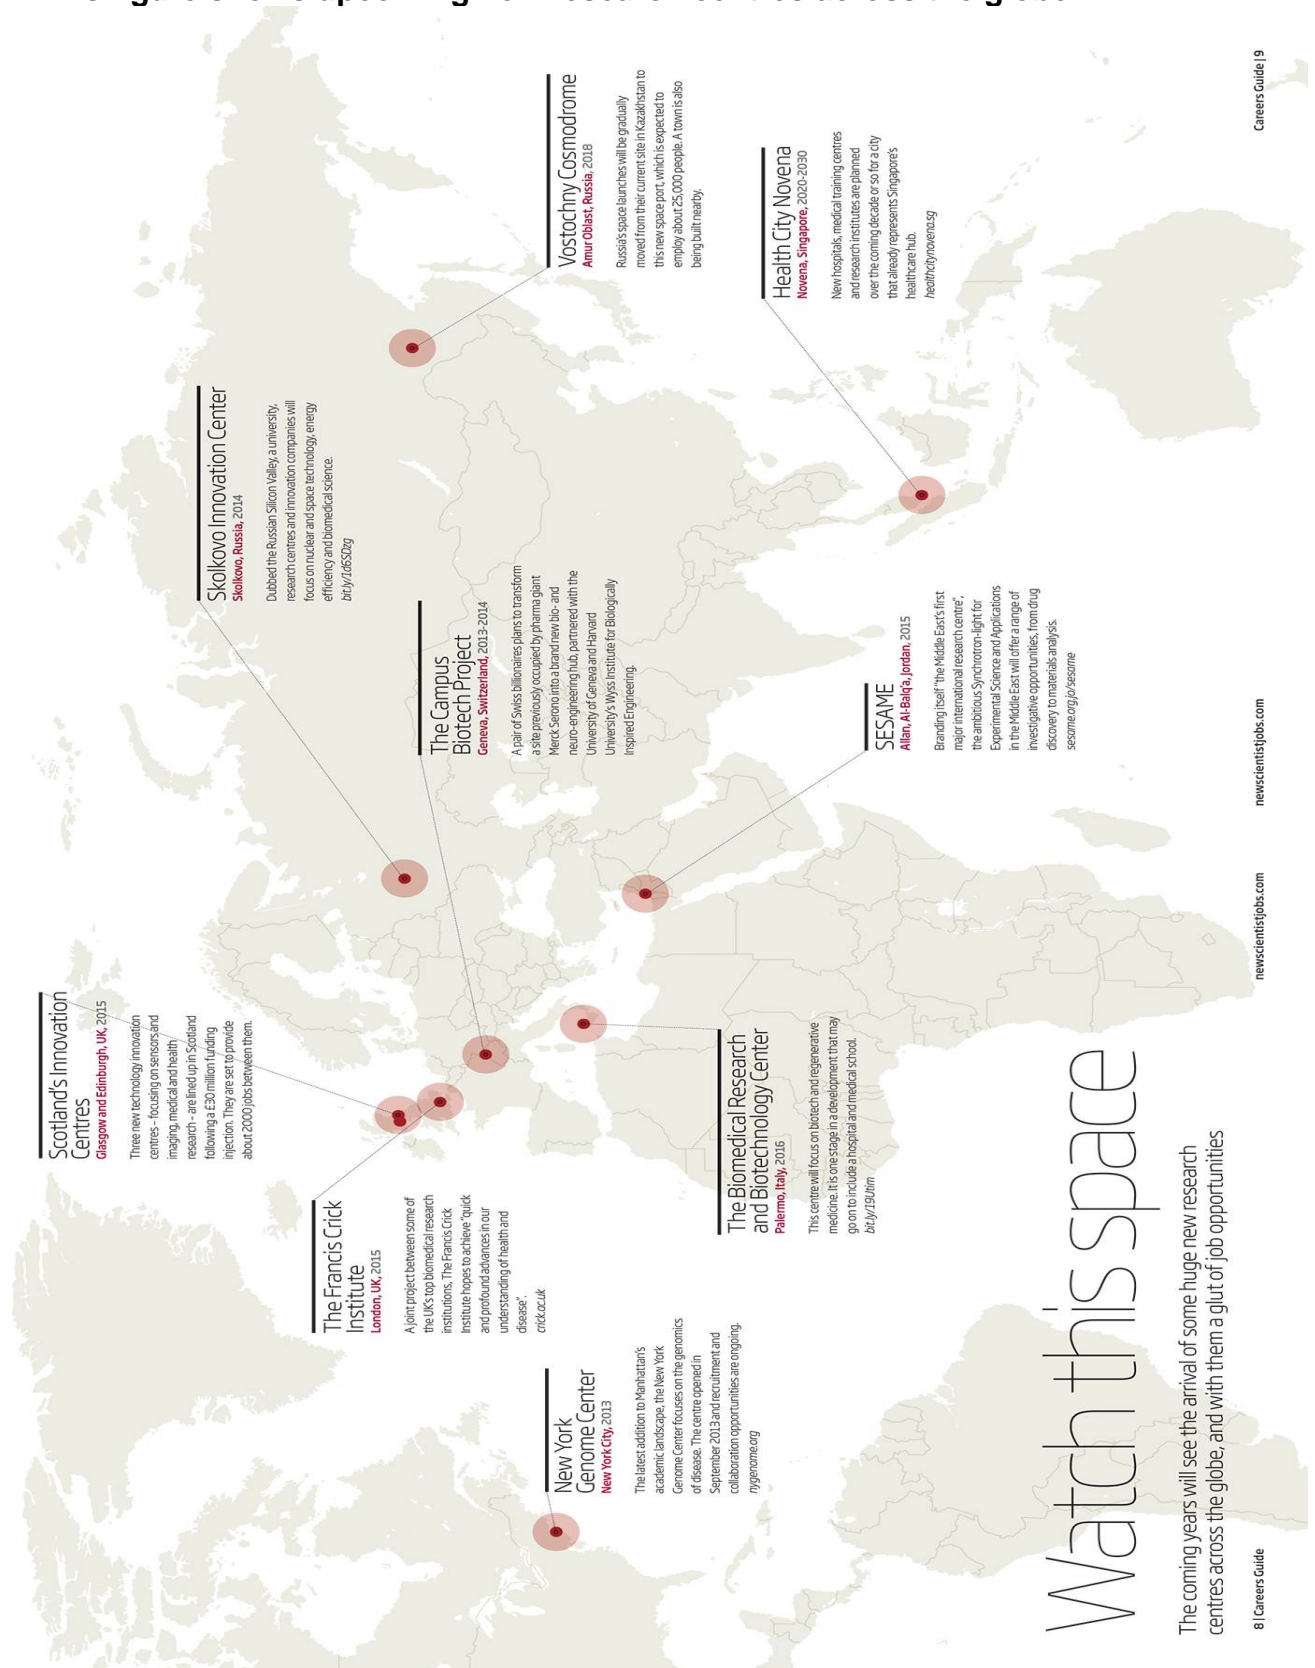 Watch this space
The coming years will see the arrival of some huge new research
centres across the globe, and with them a glut of job opportunities
New York
Genome Center
New York City, 2013
The latest addition to Manhattan's
academic landscape, the New York
Genome Center focuses on the genomics
of disease. The centre opened in
September 2013 and recruitment and
collaboration opportunities are ongoing.
nygenome.org
The Francis Crick
Institute
London, UK, 2015
A joint project between some of
the UK's top biomedical research
institutions, The Francis Crick
Institute hopes to achieve "quick
and profound advances in our
understanding of health and
disease".
crick.ac.uk
Scotland's Innovation
Centres
Glasgow and Edinburgh, UK, 2015
Three new technology innovation
centres – focusing on sensors and
imaging, medical and health
research – are lined up in Scotland
following a £30 million funding
injection. They are set to provide
about 2000 jobs between them.
The Biomedical Research
and Biotechnology Center
Palermo, Italy, 2016
This centre will focus on biotech and regenerative
medicine. It is one stage in a development that may
go on to include a hospital and medical school.
bit.ly/19Utim
The Campus
Biotech Project
Geneva, Switzerland, 2013-2014
A pair of Swiss billionaires plans to transform
a site previously occupied by pharma giant
Merck Serono into a brand new bio- and
neuro-engineering hub, partnered with the
University of Geneva and Harvard
University's Wyss Institute for Biologically
Inspired Engineering.
Skolkovo Innovation Center
Skolkovo, Russia, 2014
Dubbed the Russian Silicon Valley, a university,
research centres and innovation companies will
focus on nuclear and space technology, energy
efficiency and biomedical science.
bit.ly/1d6SDzg
SESAME
Allan, Al-Balqa'a, Jordan, 2015
Branding itself "the Middle East's first
major international research centre",
the ambitious Synchrotron-light for
Experimental Science and Applications
in the Middle East will offer a range of
investigative opportunities, from drug
discovery to materials analysis.
sesame.org.jo/sesame
Vostochny Cosmodrome
Amur Oblast, Russia, 2018
Russia's space launches will be gradually
moved from their current site in Kazakhstan to
this new space port, which is expected to
employ about 25,000 people. A town is also
being built nearby.
Health City Novena
Novena, Singapore, 2020-2030
New hospitals, medical training centres
and research institutes are planned
over the coming decade or so for a city
that already represents Singapore's
healthcare hub.
healthcitynovena.sg
8 | Careers Guide
newscientistjobs.com
newscientistjobs.com
Careers Guide | 9